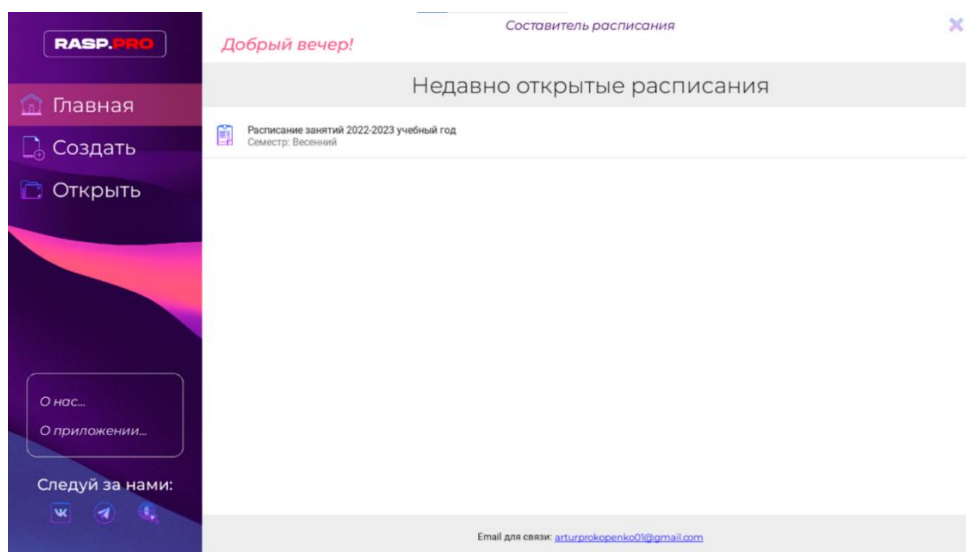 RASP.PRO
Главная
Создать
Открыть
О нас...
О приложении...
Следуй за нами:
Составитель расписания
Добрый вечер!
Недавно открытые расписания
Расписание занятий 2022-2023 учебный год
Семестр: Весенний
Email для связи: arturprokopenko01@gmail.com